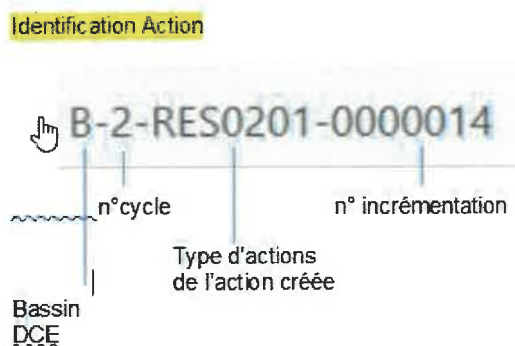 Identification Action
B-2-RES0201-0000014
n°cycle
n° incrémentation
Type d'actions
de l'action créée
Bassin
DCE